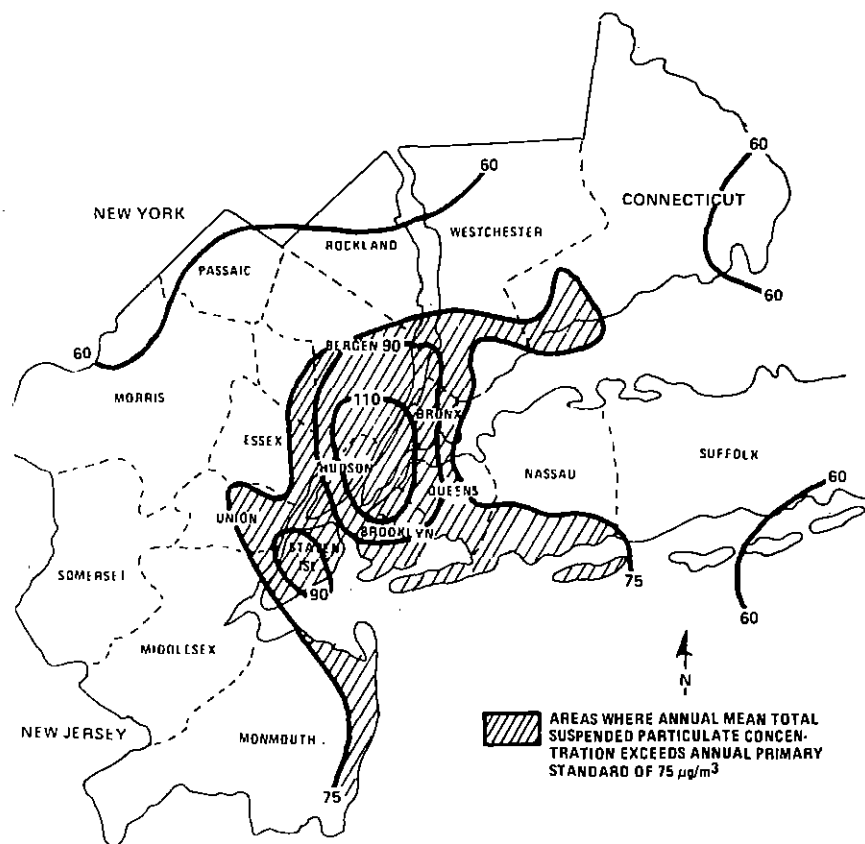 60
60
CONNECTICUT
NEW YORK
ROCKLAND
WESTCHESTER
PASSAIC
60
60
BERGEN 90
MORRIS
110
BRONX
ESSEX
HUDSON
NASSAU
SUFFOLK
QUEENS
60
UNION
BROOKLYN
STATEN
ISL
SOMERSET
90
75
60
MIDDLESEX
N
NEW JERSEY
MONMOUTH
75
AREAS WHERE ANNUAL MEAN TOTAL
SUSPENDED PARTICULATE CONCEN-
TRATION EXCEEDS ANNUAL PRIMARY
STANDARD OF 75 µg/m³